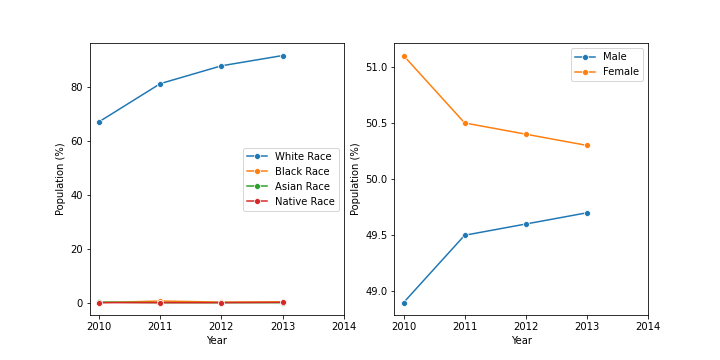 80
60
40
20
0
Population (%)
2010 2011 2012 2013 2014
Year
White Race
Black Race
Asian Race
Native Race
51.0
50.5
50.0
49.5
49.0
Population (%)
2010 2011 2012 2013 2014
Year
Male
Female